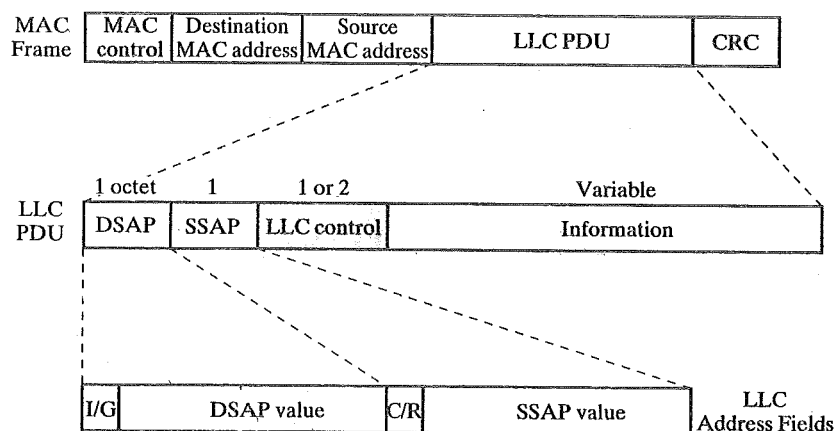 MAC Frame
MAC control
Destination MAC address
Source MAC address
LLC PDU
CRC
1 octet
1
1 or 2
Variable
LLC PDU
DSAP
SSAP
LLC control
Information
I/G
DSAP value
C/R
SSAP value
LLC Address Fields